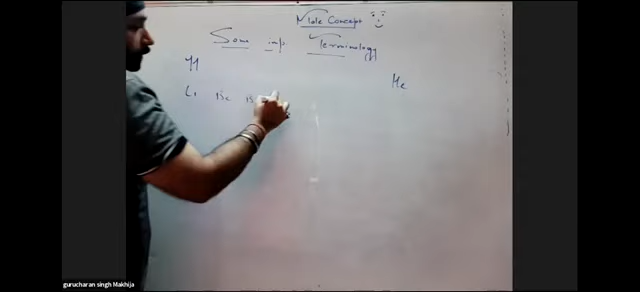 Mole Concept
Some imp Terminology
H He
Li Be B
gurucharan singh Makhija